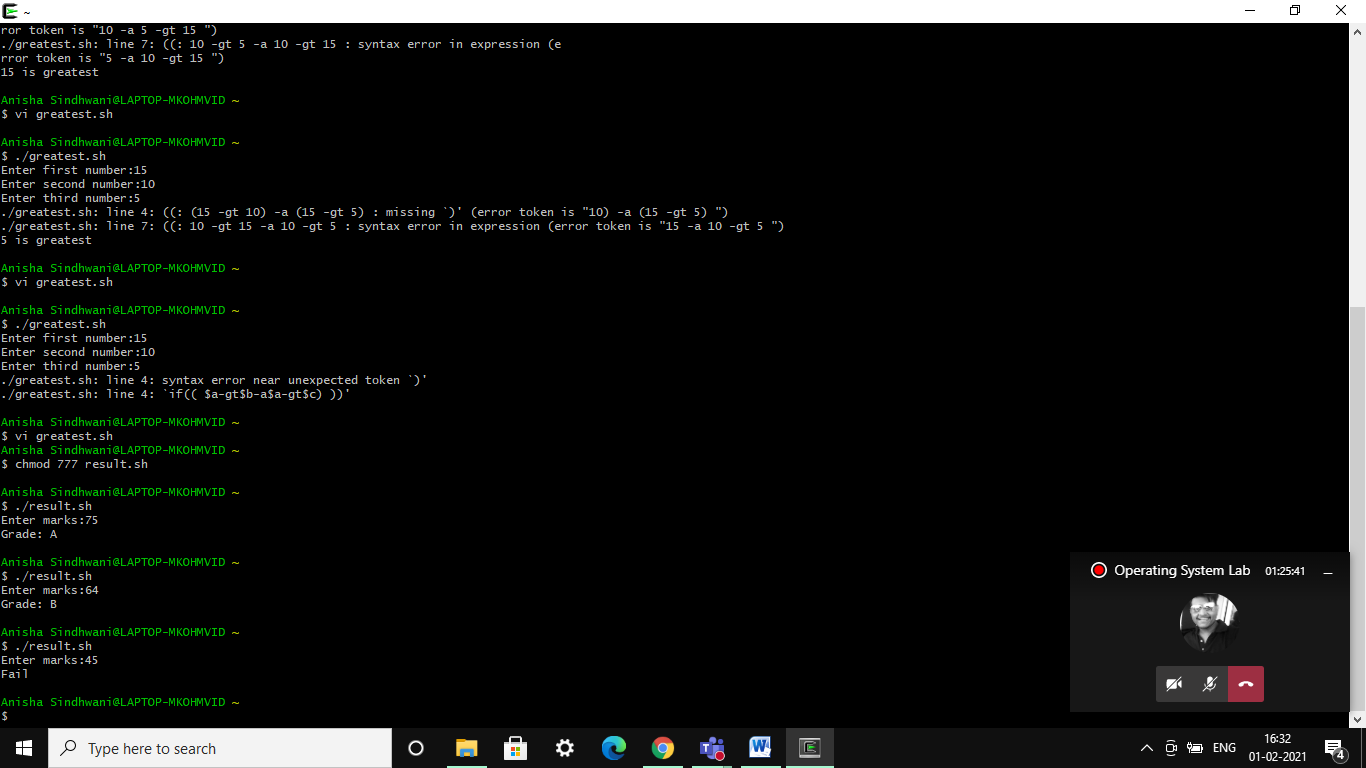 ~
ror token is "10 -a 5 -gt 15 ")
./greatest.sh: line 7: ((: 10 -gt 5 -a 10 -gt 15 : syntax error in expression (e
rror token is "5 -a 10 -gt 15 ")
15 is greatest
Anisha Sindhwani@LAPTOP-MKOHMVID ~
$ vi greatest.sh
Anisha Sindhwani@LAPTOP-MKOHMVID ~
$ ./greatest.sh
Enter first number:15
Enter second number:10
Enter third number:5
./greatest.sh: line 4: ((: (15 -gt 10) -a (15 -gt 5) : missing `)' (error token is "10) -a (15 -gt 5) ")
./greatest.sh: line 7: ((: 10 -gt 15 -a 10 -gt 5 : syntax error in expression (error token is "15 -a 10 -gt 5 ")
5 is greatest
Anisha Sindhwani@LAPTOP-MKOHMVID ~
$ vi greatest.sh
Anisha Sindhwani@LAPTOP-MKOHMVID ~
$ ./greatest.sh
Enter first number:15
Enter second number:10
Enter third number:5
./greatest.sh: line 4: syntax error near unexpected token `)'
./greatest.sh: line 4: `if(( $a-gt$b-a$a-gt$c) ))'
Anisha Sindhwani@LAPTOP-MKOHMVID ~
$ vi greatest.sh
Anisha Sindhwani@LAPTOP-MKOHMVID ~
$ chmod 777 result.sh
Anisha Sindhwani@LAPTOP-MKOHMVID ~
$ ./result.sh
Enter marks:75
Grade: A
Anisha Sindhwani@LAPTOP-MKOHMVID ~
$ ./result.sh
Enter marks:64
Grade: B
Anisha Sindhwani@LAPTOP-MKOHMVID ~
$ ./result.sh
Enter marks:45
Fail
Anisha Sindhwani@LAPTOP-MKOHMVID ~
$
Operating System Lab 01:25:41
Type here to search
ENG
16:32
01-02-2021
4